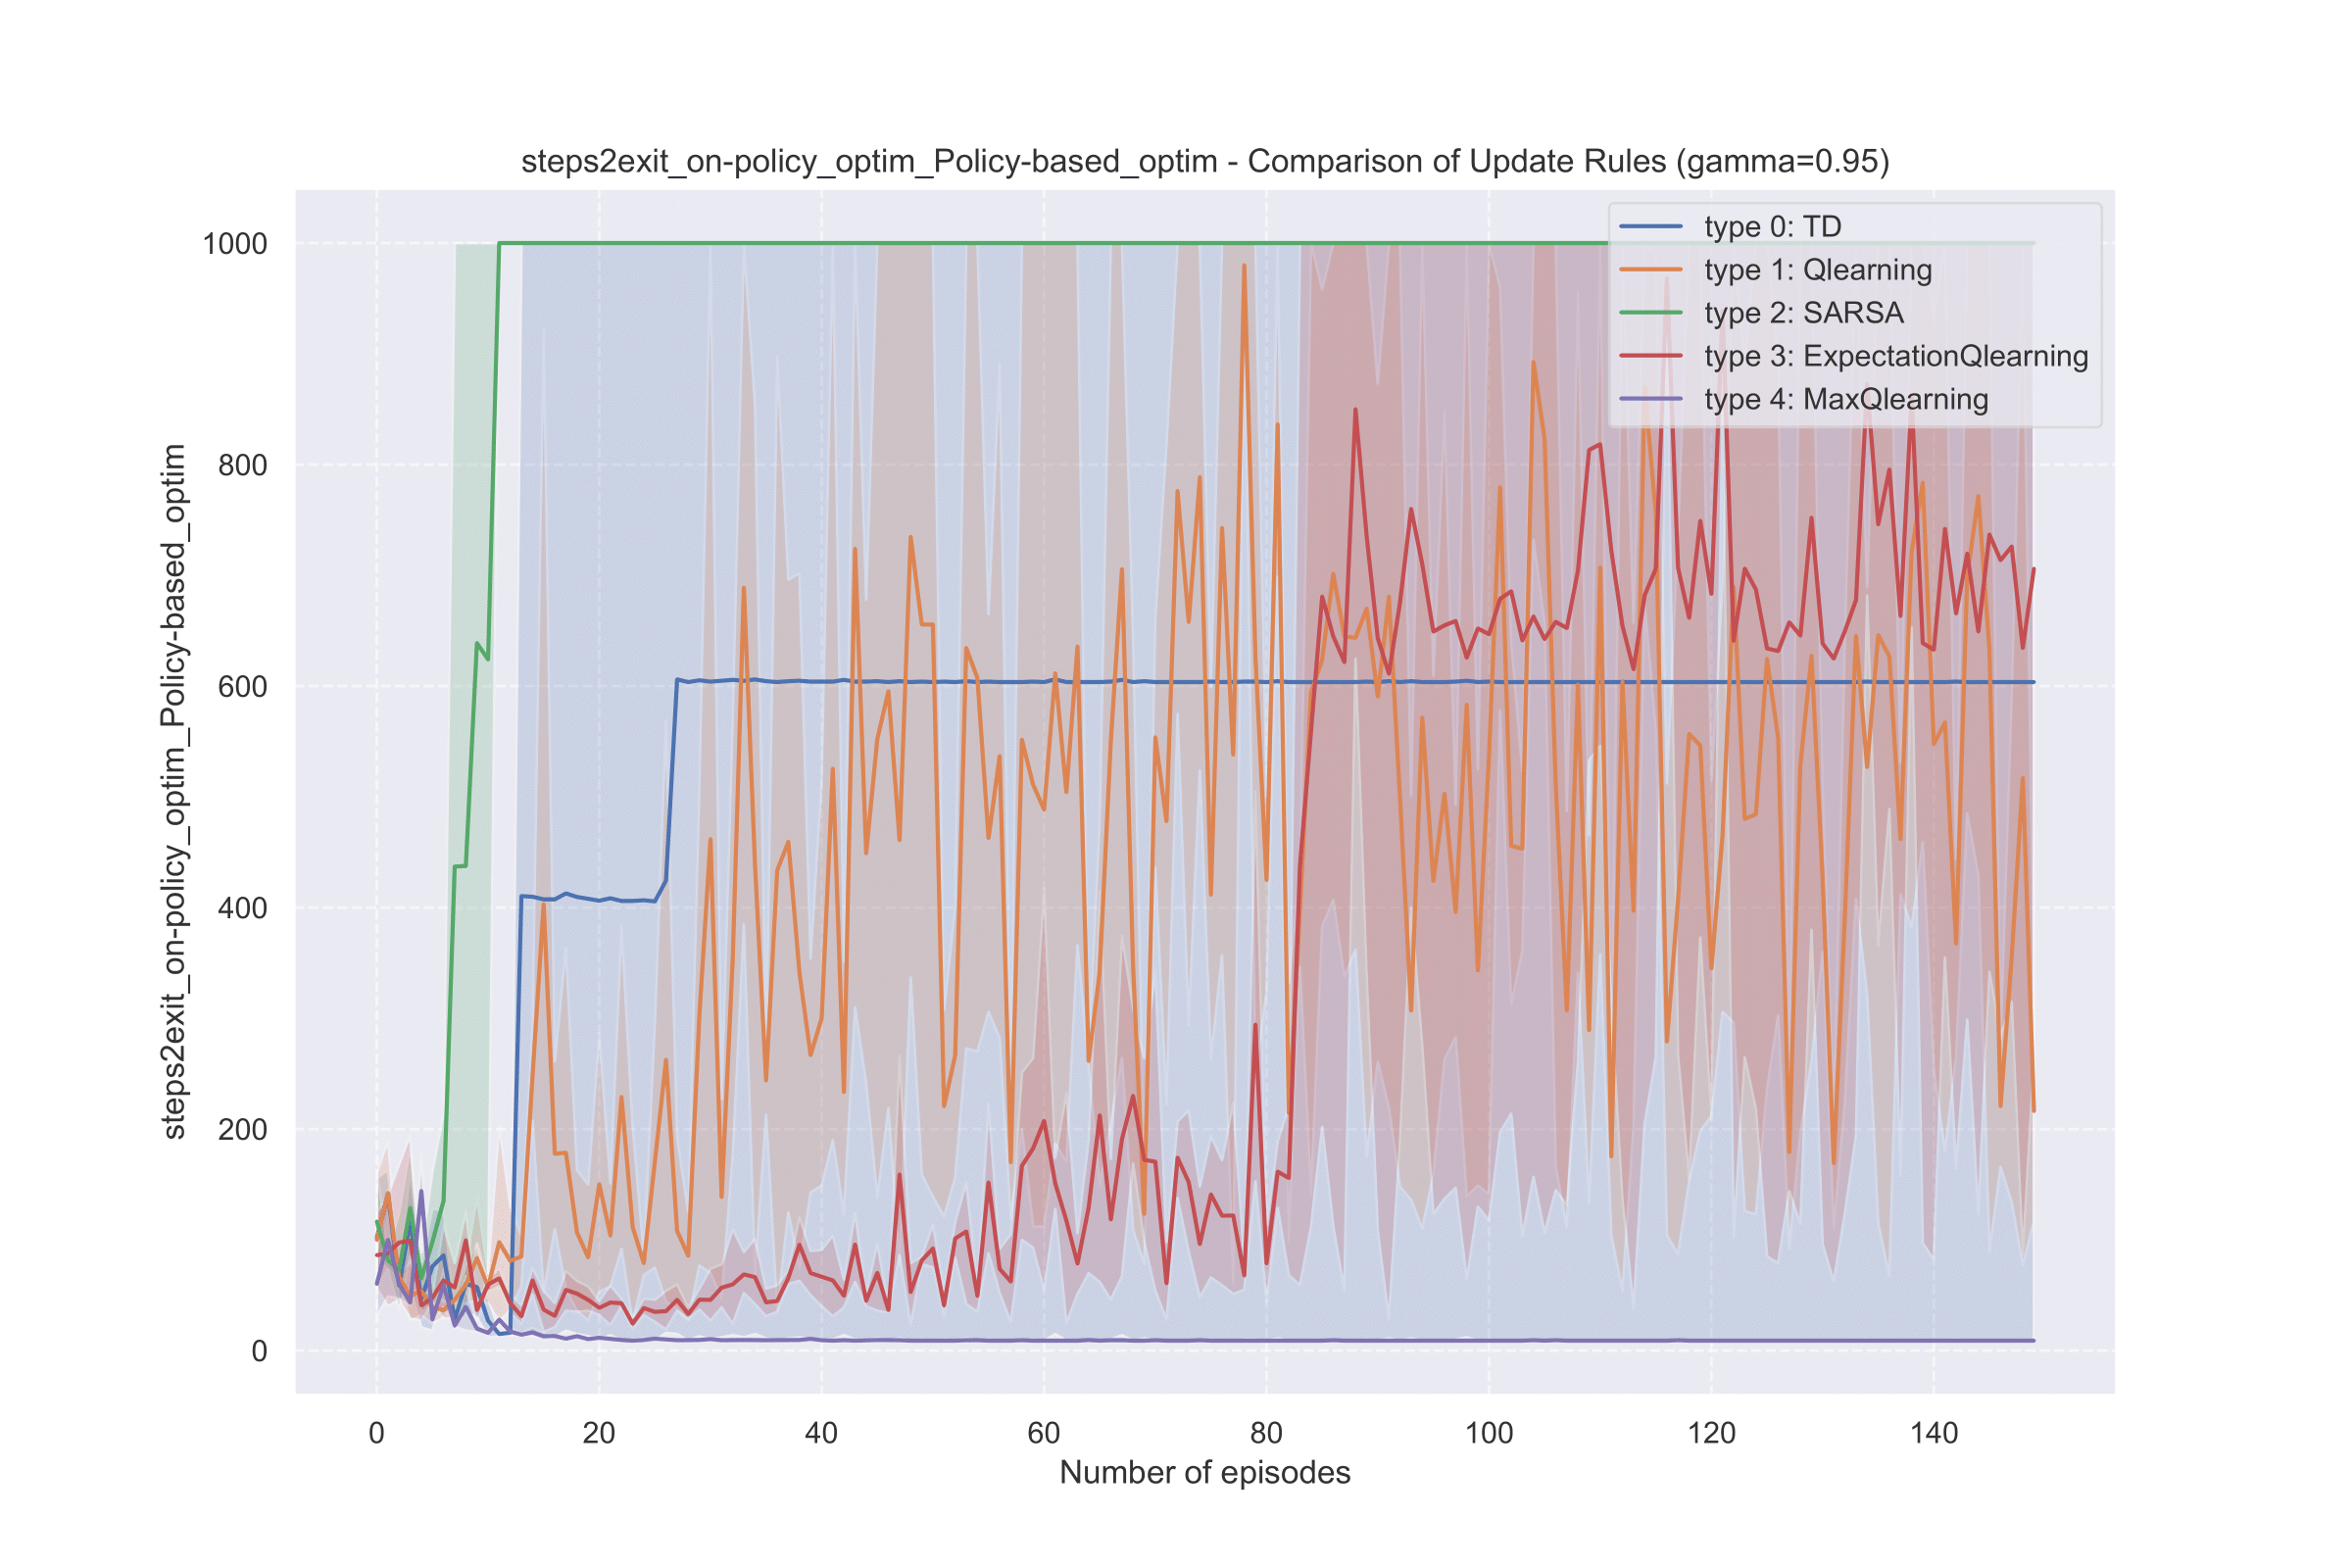 steps2exit_on-policy_optim_Policy-based_optim - Comparison of Update Rules (gamma=0.95)
type 0: TD
type 1: Qlearning
type 2: SARSA
type 3: ExpectationQlearning
type 4: MaxQlearning
steps2exit_on-policy_optim_Policy-based_optim
1000
800
600
400
200
0
0 20 40 60 80 100 120 140
Number of episodes